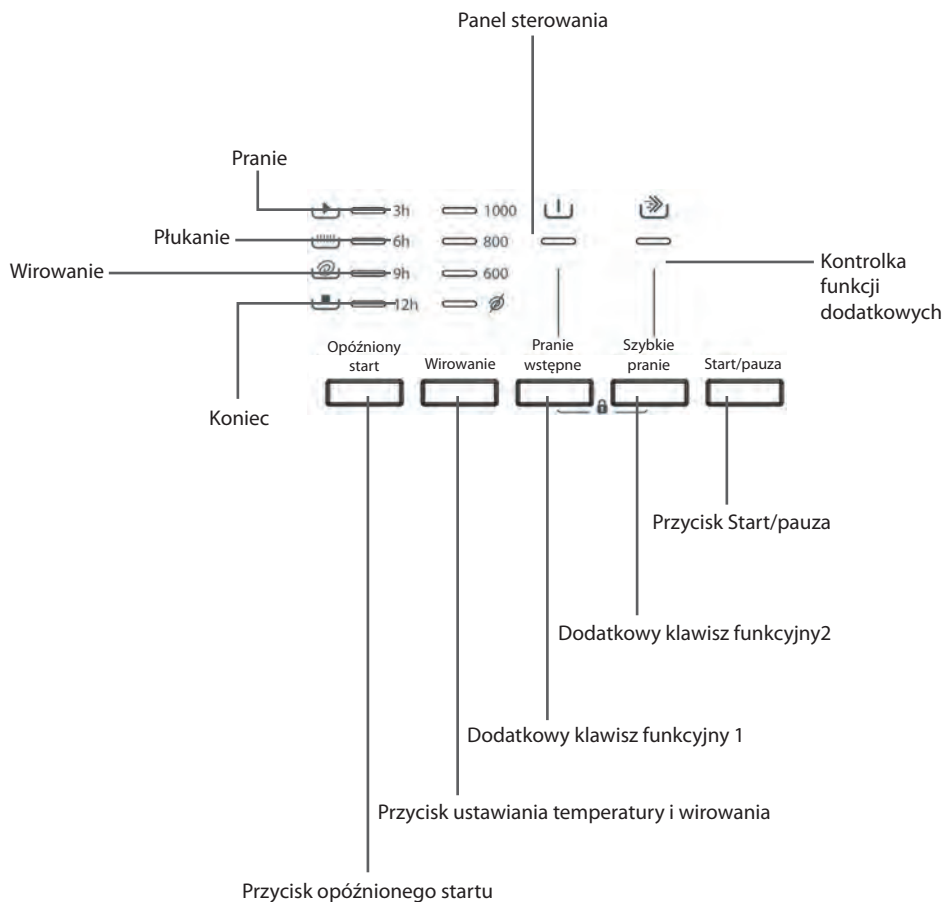 Panel sterowania
Pranie
3h
1000
Płukanie
6h
800
Wirowanie
9h
600
Kontrolka
funkcji
dodatkowych
12h
Opóźniony
start
Wirowanie
Pranie
wstępne
Szybkie
pranie
Start/pauza
Koniec
Przycisk Start/pauza
Dodatkowy klawisz funkcyjny2
Dodatkowy klawisz funkcyjny 1
Przycisk ustawiania temperatury i wirowania
Przycisk opóźnionego startu